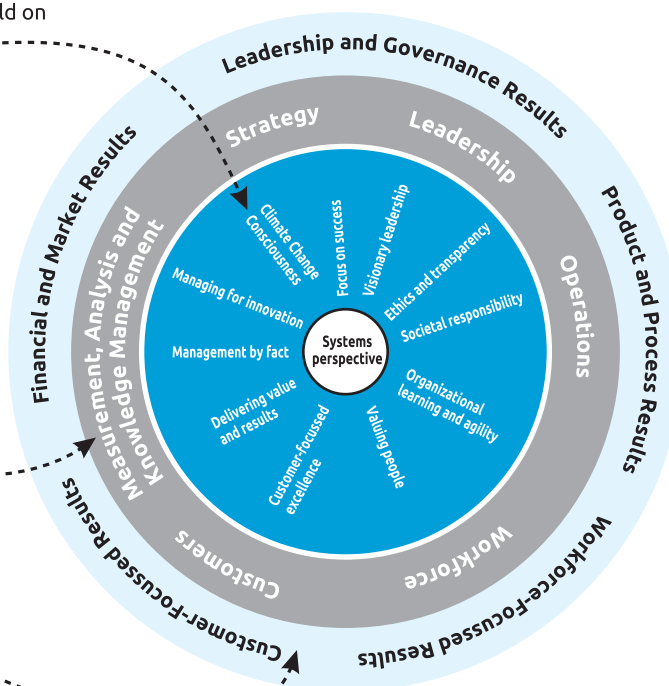 ld on
Leadership and Governance Results
Product and Process Results
Workforce-Focussed Results
Customer-Focussed Results
Financial and Market Results
Strategy
Leadership
Operations
Workforce
Customers
Measurement, Analysis and
Knowledge Management
Climate Change
Consciousness
Focus on success
Visionary leadership
Ethics and transparency
Societal responsibility
Organizational
learning and agility
Valuing people
Customer-focussed
excellence
Delivering value
and results
Management by fact
Managing for innovation
Systems
perspective